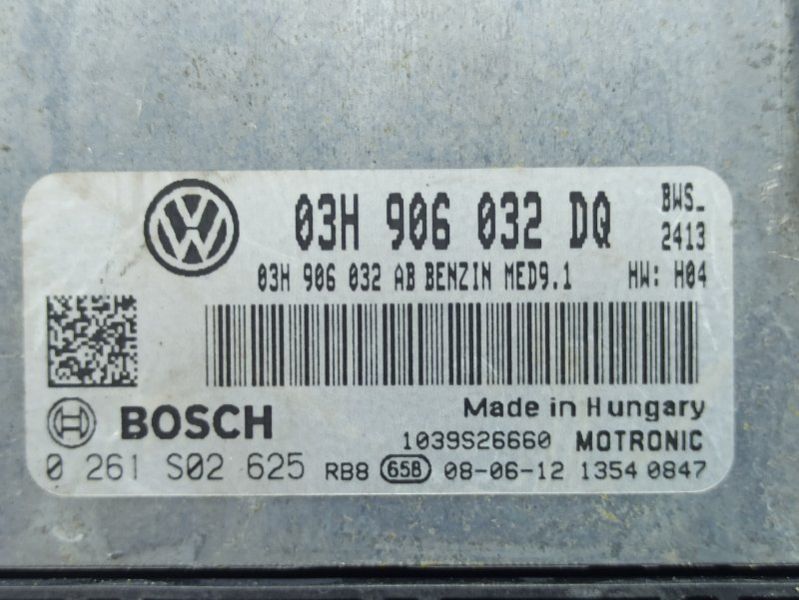 03H 906 032 DQ BWS_
2413
03H 906 032 AB BENZIN MED9.1 HW: H04
BOSCH Made in Hungary
1039S26660 MOTRONIC
0 261 S02 625 RB8 658 08-06-12 1354 0847